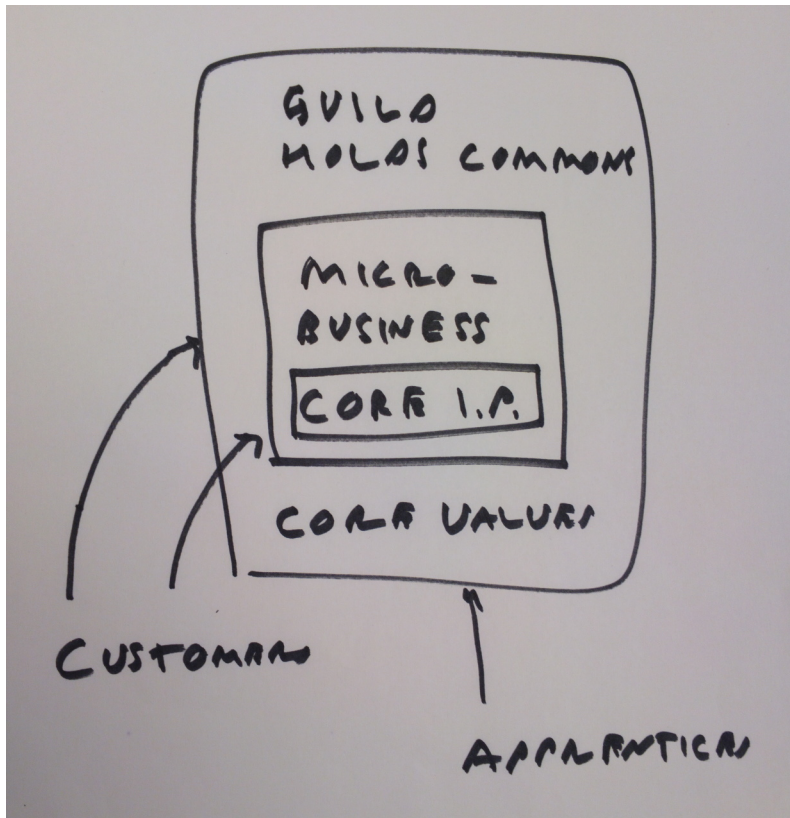 GUILD
HOLDS COMMONS
MICRO-
BUSINESS
CORE I.P.
CORE VALUES
CUSTOMERS
APPRENTICES